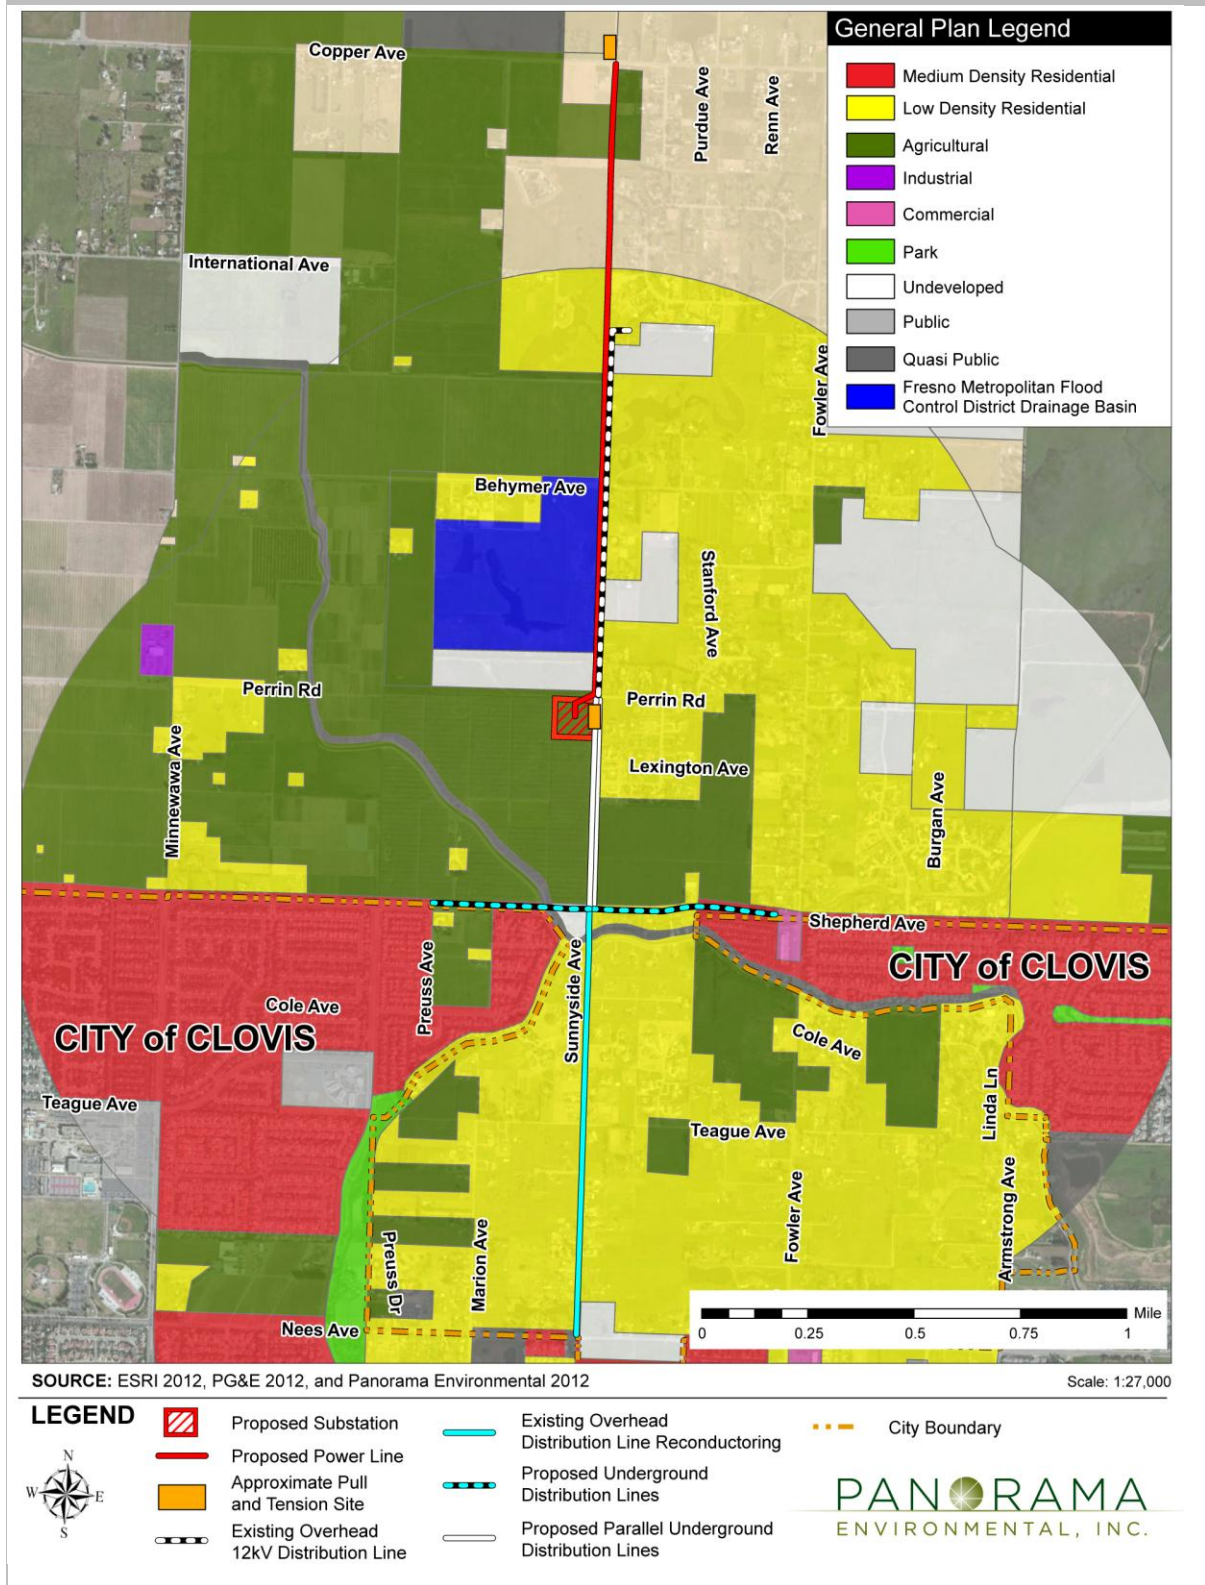 General Plan Legend
Medium Density Residential
Low Density Residential
Agricultural
Industrial
Commercial
Park
Undeveloped
Public
Quasi Public
Fresno Metropolitan Flood
Control District Drainage Basin
Copper Ave
Purdue Ave
Renn Ave
International Ave
Fowler Ave
Behymer Ave
Stanford Ave
Perrin Rd
Perrin Rd
Minnewawa Ave
Lexington Ave
Burgan Ave
Shepherd Ave
CITY of CLOVIS
Preuss Ave
Sunnyside Ave
Cole Ave
CITY of CLOVIS
Cole Ave
Linda Ln
Teague Ave
Teague Ave
Preuss Dr
Marion Ave
Fowler Ave
Armstrong Ave
Nees Ave
Mile
0 0.25 0.5 0.75 1
SOURCE: ESRI 2012, PG&E 2012, and Panorama Environmental 2012
Scale: 1:27,000
LEGEND
N
W E
S
Proposed Substation
Proposed Power Line
Approximate Pull
and Tension Site
Existing Overhead
12kV Distribution Line
Existing Overhead
Distribution Line Reconductoring
Proposed Underground
Distribution Lines
Proposed Parallel Underground
Distribution Lines
City Boundary
PANORAMA
ENVIRONMENTAL, INC.